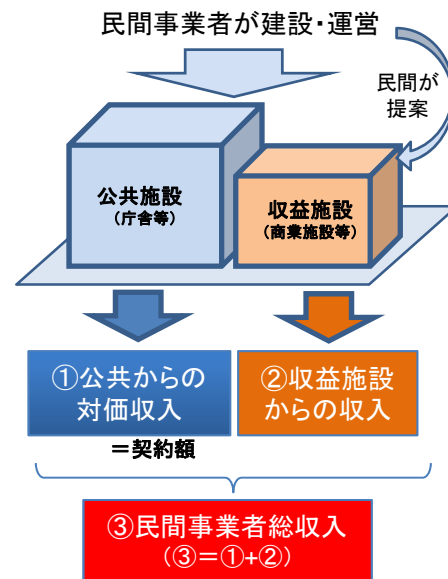 民間事業者が建設・運営
民間が
提案
公共施設
(庁舎等)
収益施設
(商業施設等)
①公共からの
対価収入
②収益施設
からの収入
＝契約額
③民間事業者総収入
(③＝①+②)